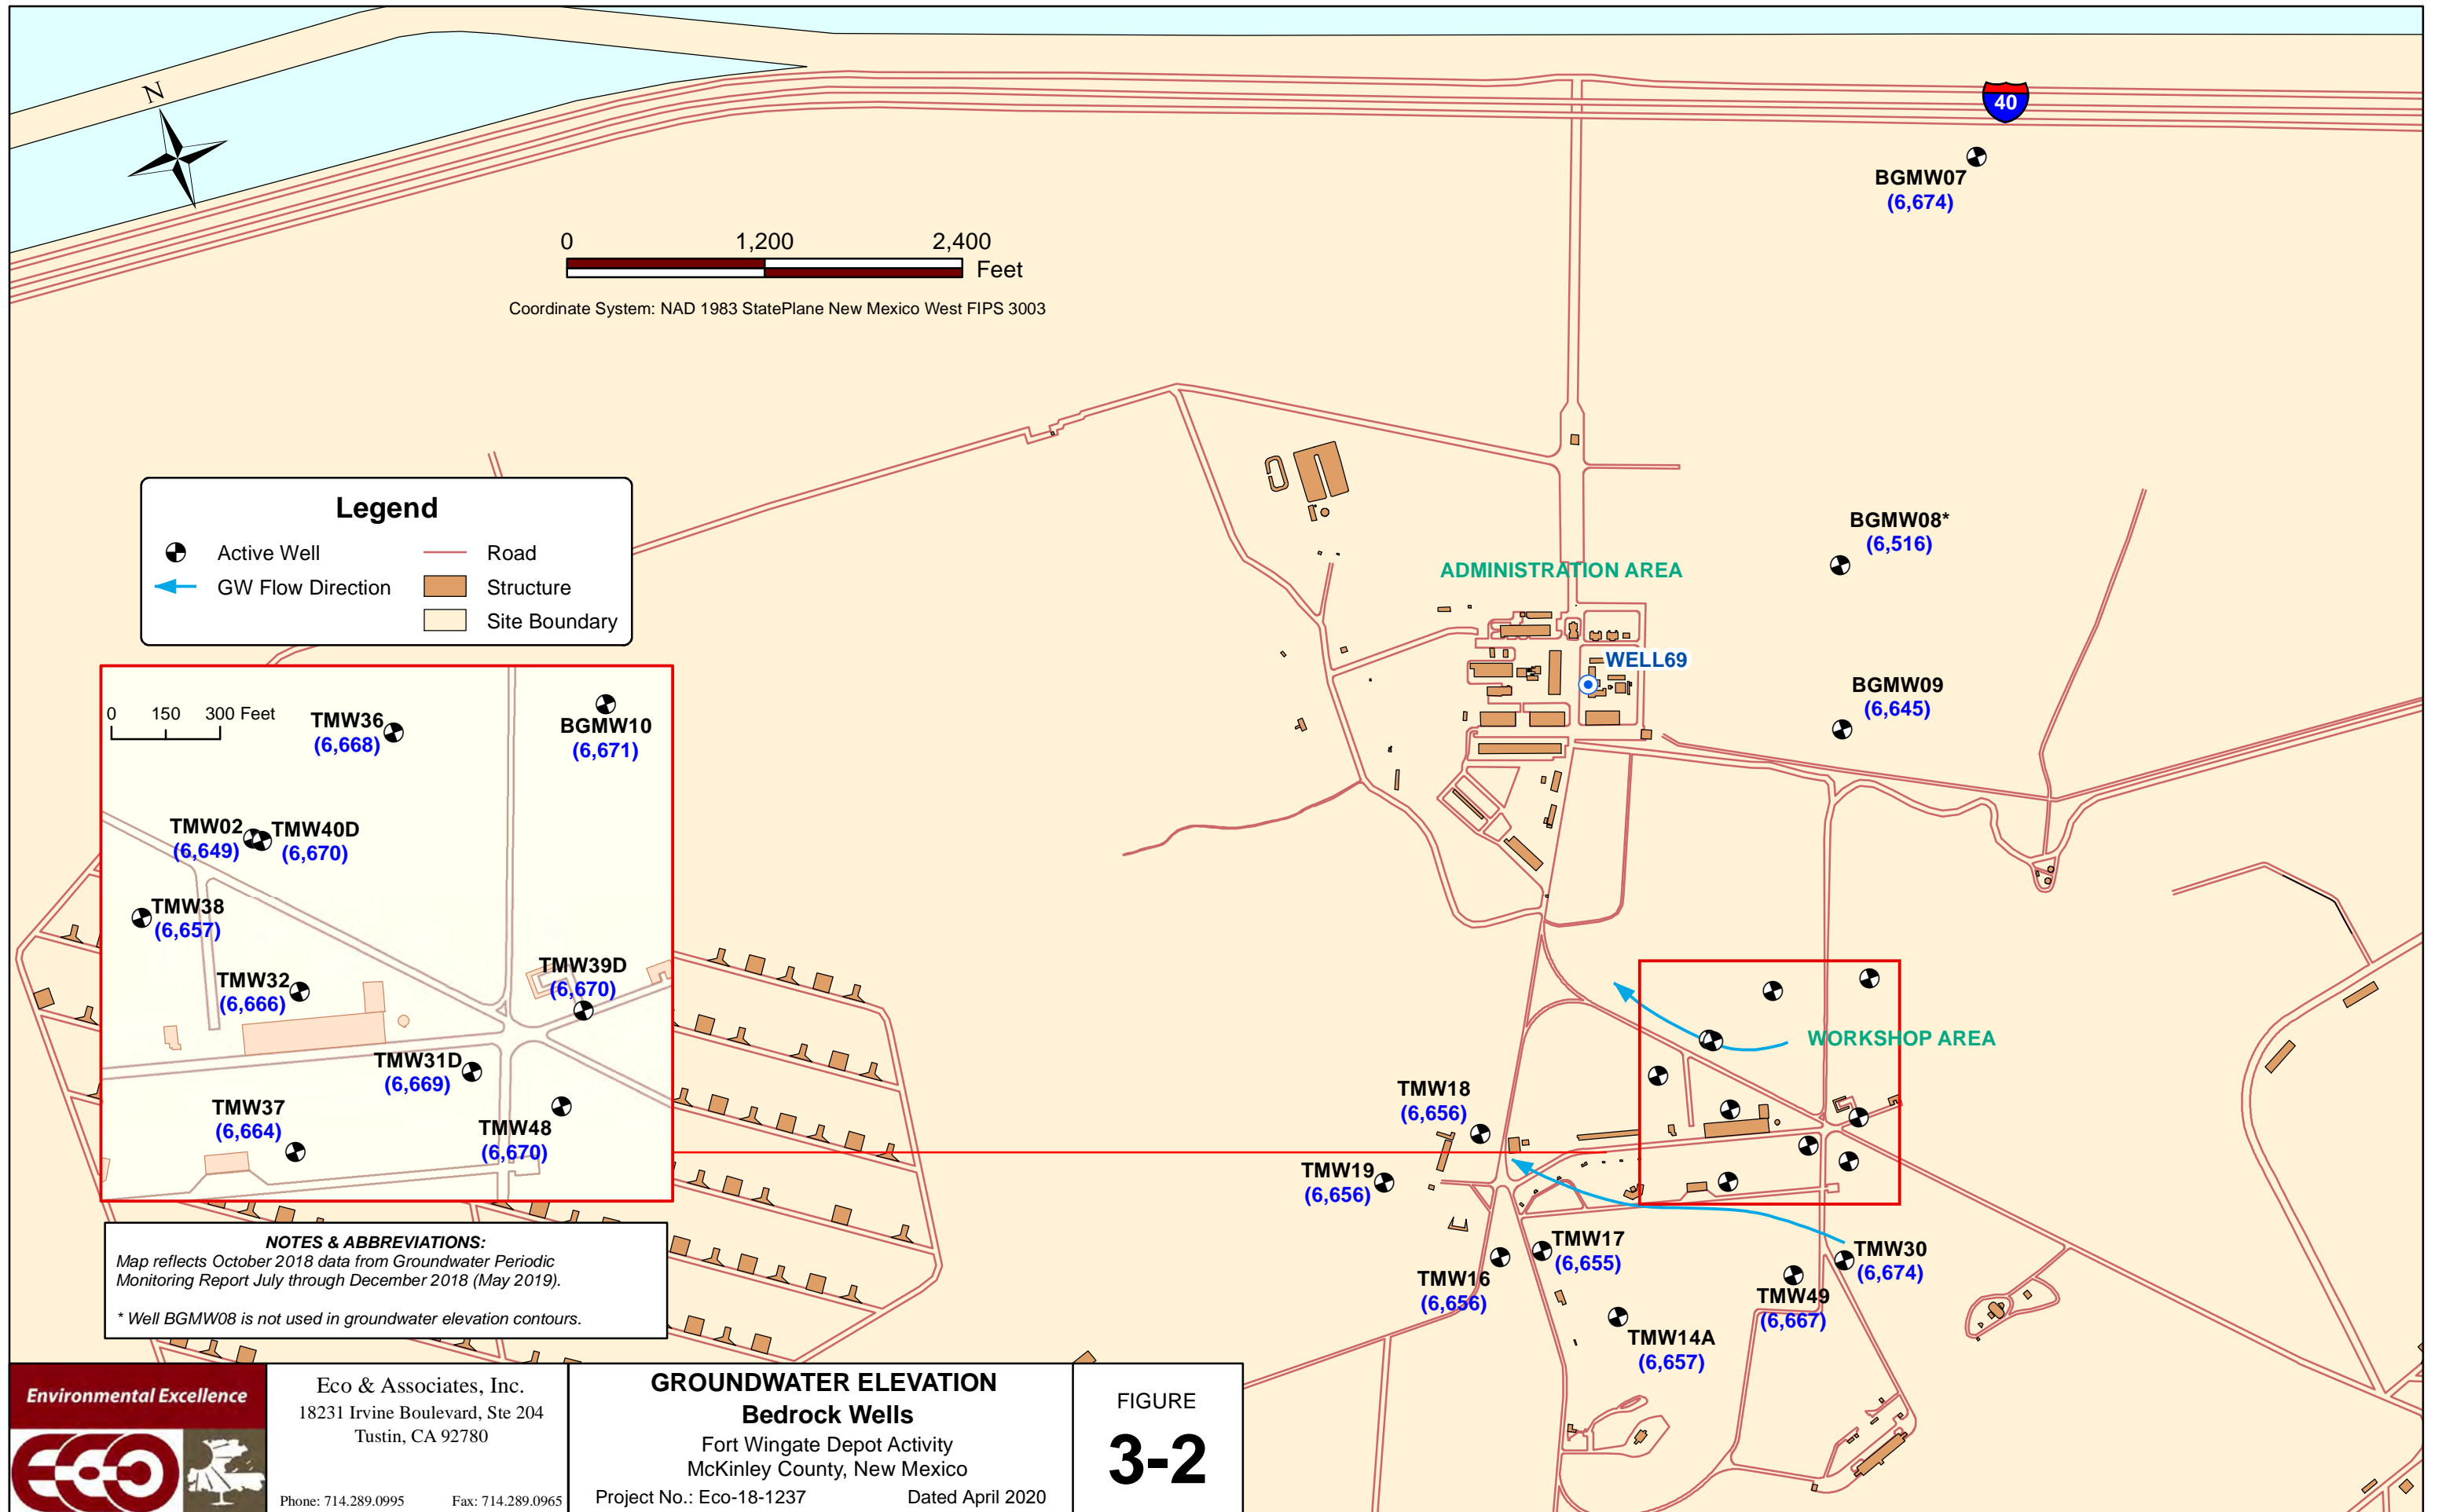 N
40
BGMW07
(6,674)
0 1,200 2,400
Feet
Coordinate System: NAD 1983 StatePlane New Mexico West FIPS 3003
Legend
Active Well
Road
GW Flow Direction
Structure
Site Boundary
BGMW08*
(6,516)
ADMINISTRATION AREA
WELL69
BGMW09
(6,645)
0 150 300 Feet
TMW36
(6,668)
BGMW10
(6,671)
TMW02
(6,649)
TMW40D
(6,670)
TMW38
(6,657)
TMW32
(6,666)
TMW39D
(6,670)
TMW31D
(6,669)
TMW37
(6,664)
TMW48
(6,670)
WORKSHOP AREA
TMW18
(6,656)
TMW19
(6,656)
TMW17
(6,655)
TMW16
(6,656)
TMW30
(6,674)
TMW49
(6,667)
TMW14A
(6,657)
NOTES & ABBREVIATIONS:
Map reflects October 2018 data from Groundwater Periodic
Monitoring Report July through December 2018 (May 2019).
* Well BGMW08 is not used in groundwater elevation contours.
Environmental Excellence
ECO
Eco & Associates, Inc.
18231 Irvine Boulevard, Ste 204
Tustin, CA 92780
Phone: 714.289.0995 Fax: 714.289.0965
GROUNDWATER ELEVATION
Bedrock Wells
Fort Wingate Depot Activity
McKinley County, New Mexico
Project No.: Eco-18-1237 Dated April 2020
FIGURE
3-2